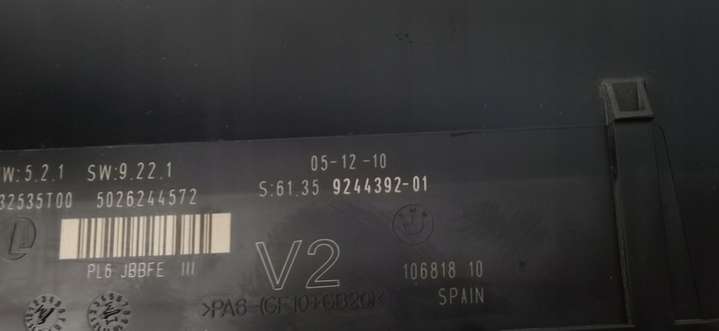 W:5.2.1 SW:9.22.1
05-12-10
32535T00 5026244572
S:61.35 9244392-01
PL6 JBBFE III
V2
106818 10
SPAIN